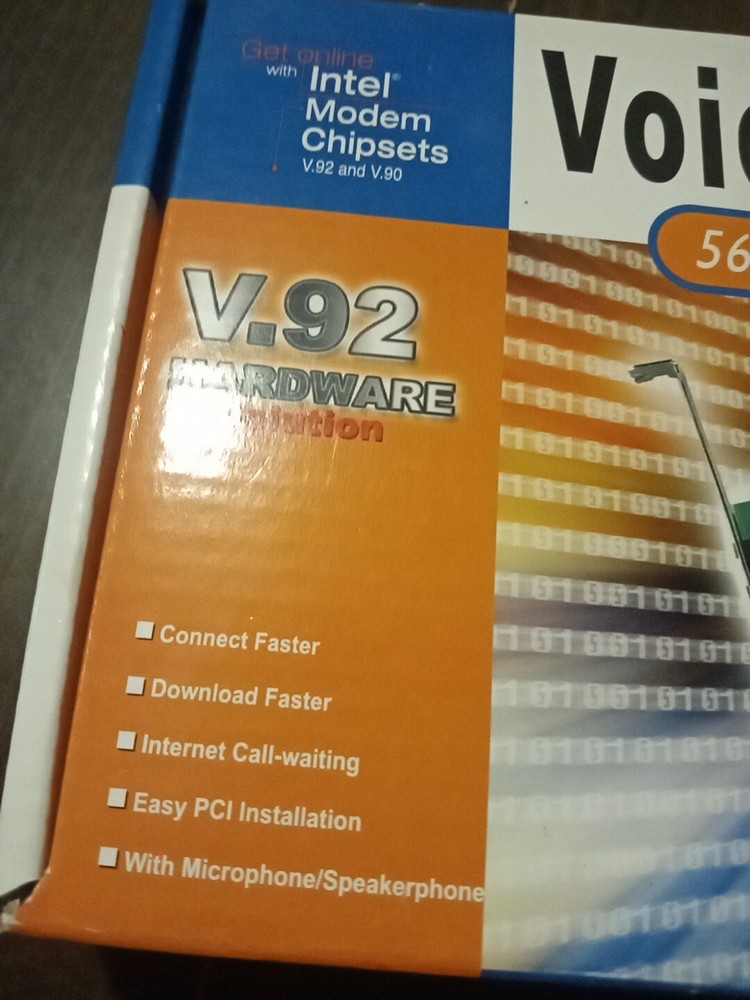 Get online
with Intel®
Modem
Chipsets
V.92 and V.90
Voi
56
V.92
HARDWARE
Connect Faster
Download Faster
Internet Call-waiting
Easy PCI Installation
With Microphone/Speakerphone